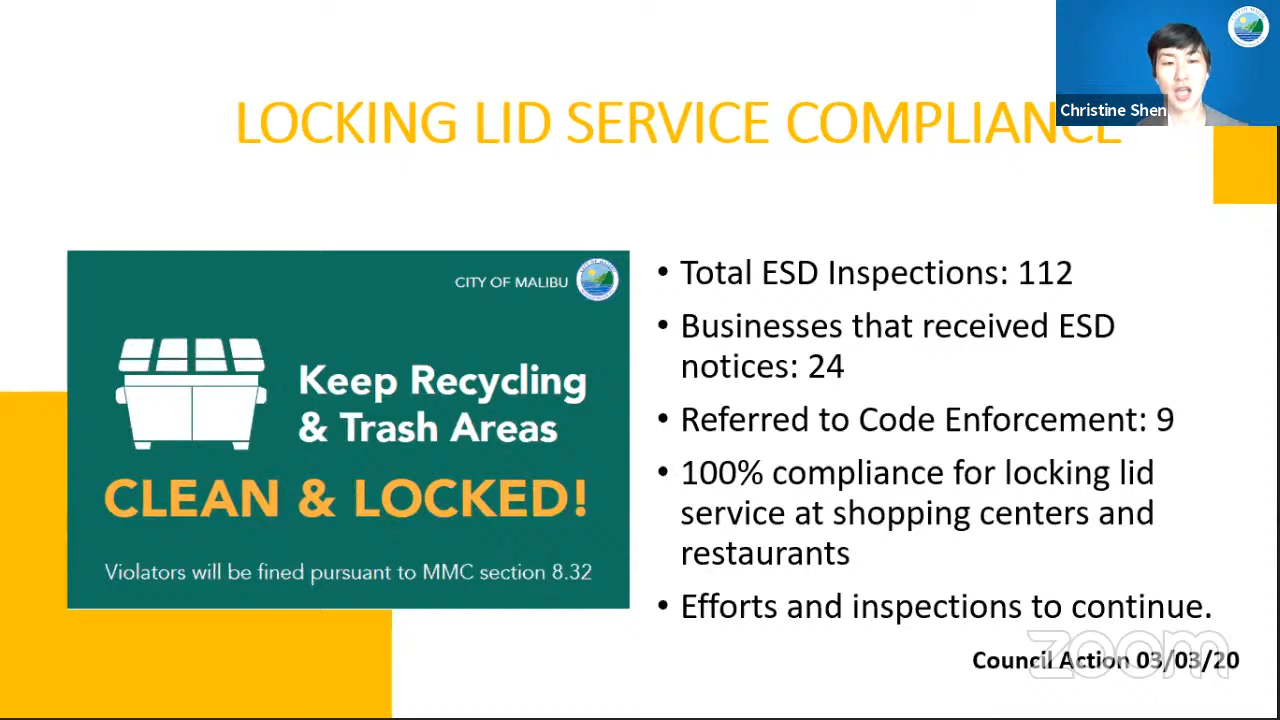 LOCKING LID SERVICE COMPLIANCE
Christine Shen
CITY OF MALIBU
Keep Recycling
& Trash Areas
CLEAN & LOCKED!
Violators will be fined pursuant to MMC section 8.32
• Total ESD Inspections: 112
• Businesses that received ESD
notices: 24
• Referred to Code Enforcement: 9
• 100% compliance for locking lid
service at shopping centers and
restaurants
• Efforts and inspections to continue.
zoom
Council Action 03/03/20